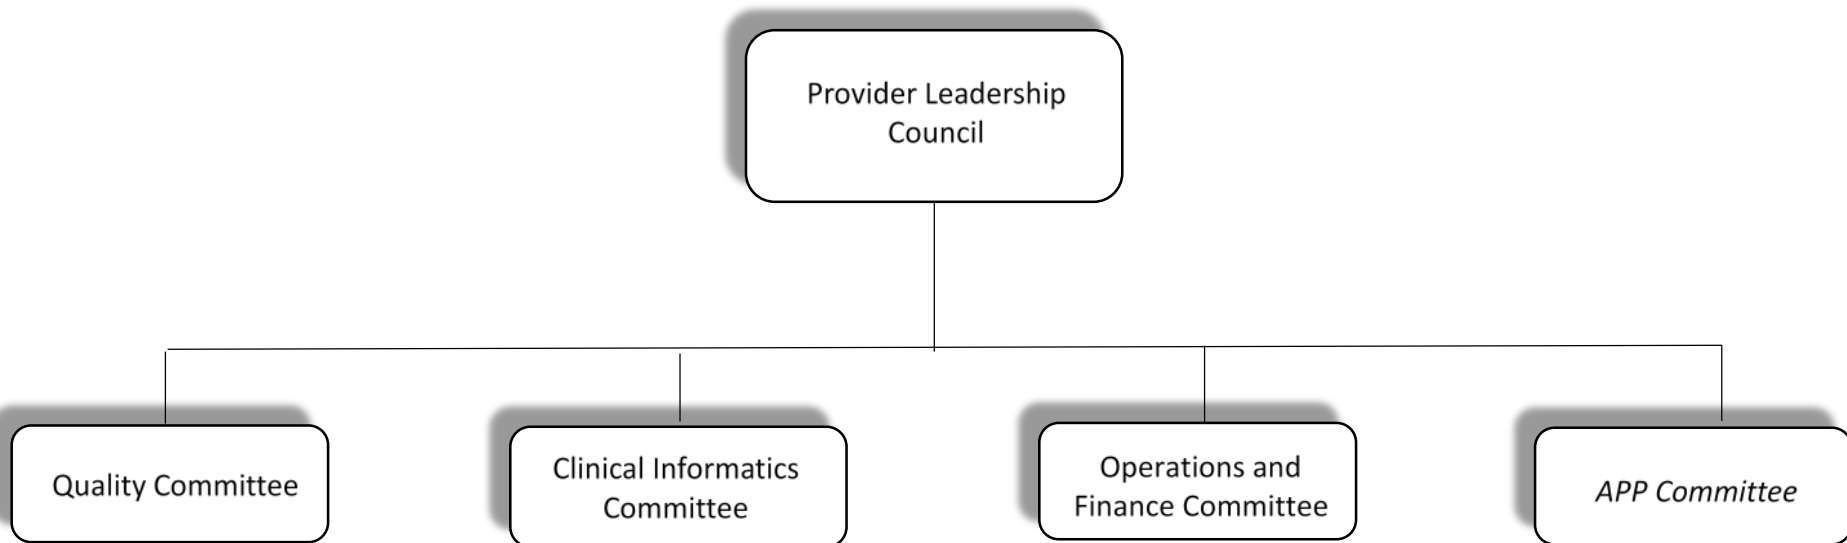 Provider Leadership
Council
Quality Committee
Clinical Informatics
Committee
Operations and
Finance Committee
APP Committee